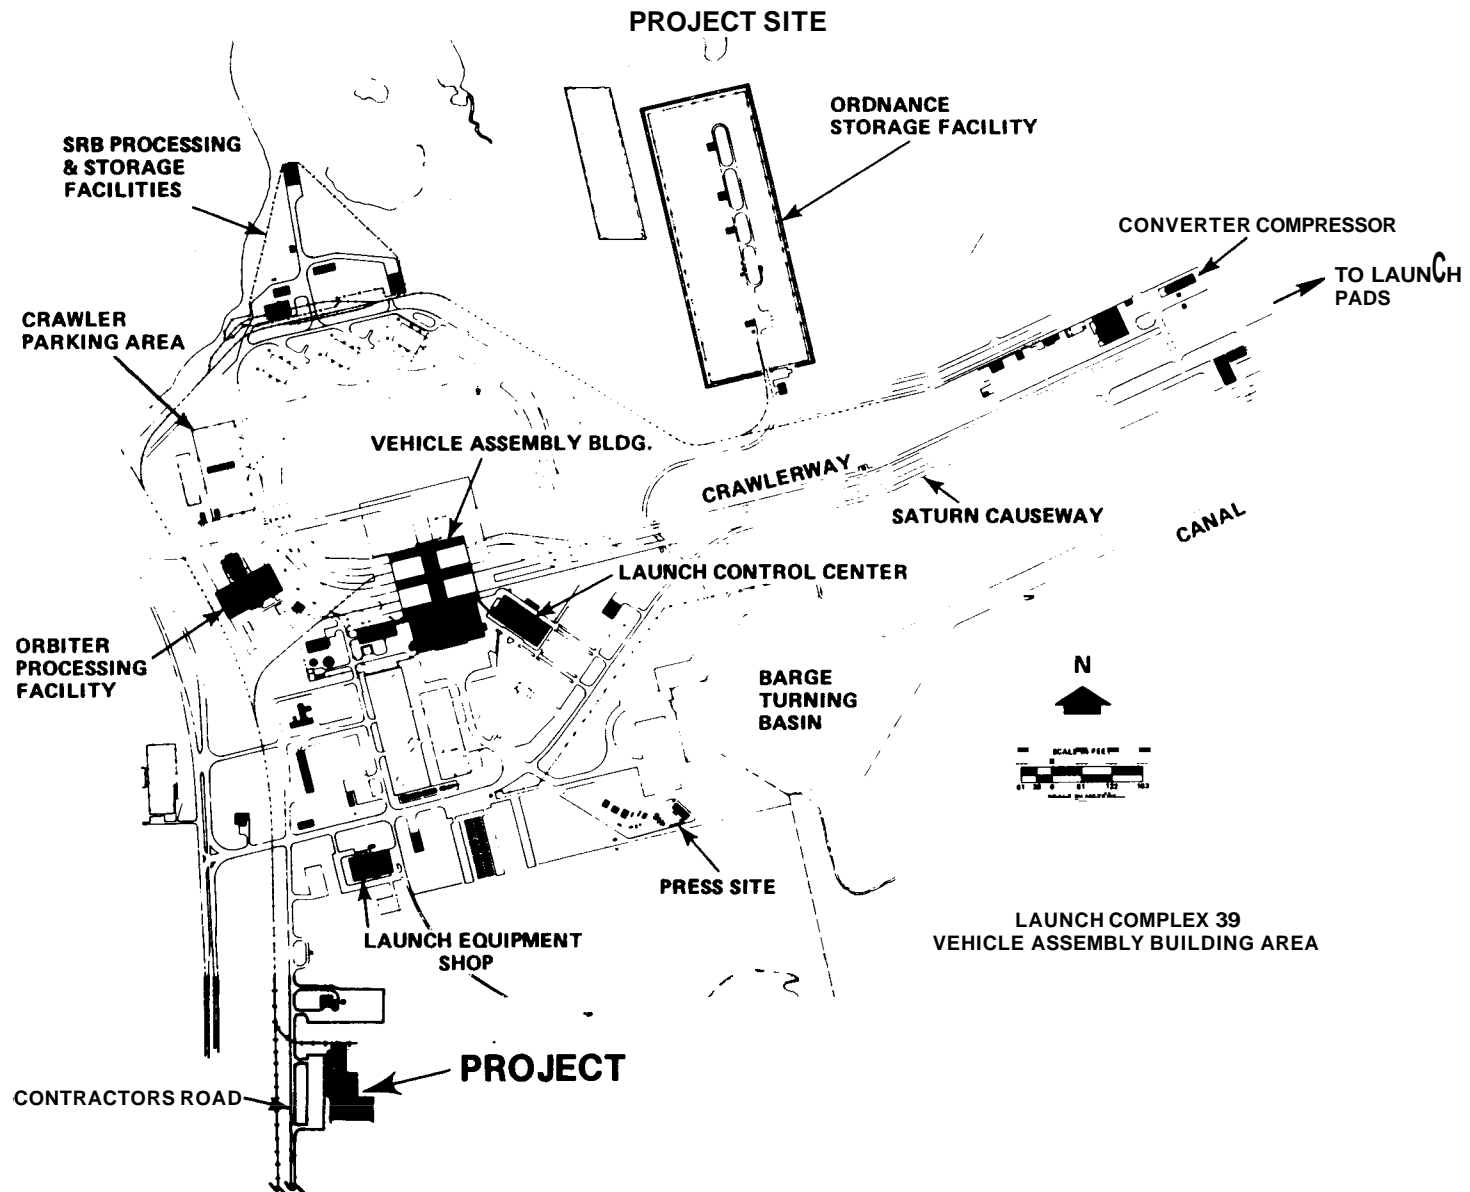 PROJECT SITE
ORDNANCE
STORAGE FACILITY
SRB PROCESSING
& STORAGE
FACILITIES
CONVERTER COMPRESSOR
TO LAUNCH
PADS
CRAWLER
PARKING AREA
VEHICLE ASSEMBLY BLDG.
CRAWLERWAY
SATURN CAUSEWAY
CANAL
LAUNCH CONTROL CENTER
ORBITER
PROCESSING
FACILITY
BARGE
TURNING
BASIN
N
PRESS SITE
LAUNCH COMPLEX 39
VEHICLE ASSEMBLY BUILDING AREA
LAUNCH EQUIPMENT
SHOP
PROJECT
CONTRACTORS ROAD